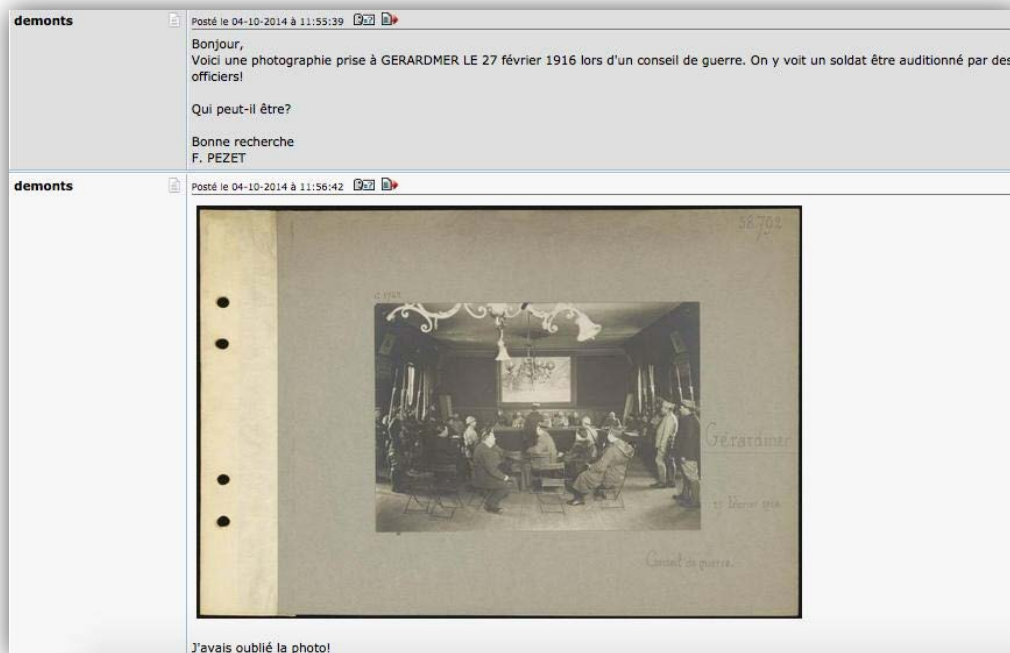 demonts
Posté le 04-10-2014 à 11:55:39
Bonjour,
Voici une photographie prise à GERARDMER LE 27 février 1916 lors d'un conseil de guerre. On y voit un soldat être auditionné par des
officiers!
Qui peut-il être?
Bonne recherche
F. PEZET
demonts
Posté le 04-10-2014 à 11:56:42
58.792
Gérardmer
Février
Conseil de guerre.
J'avais oublié la photo!